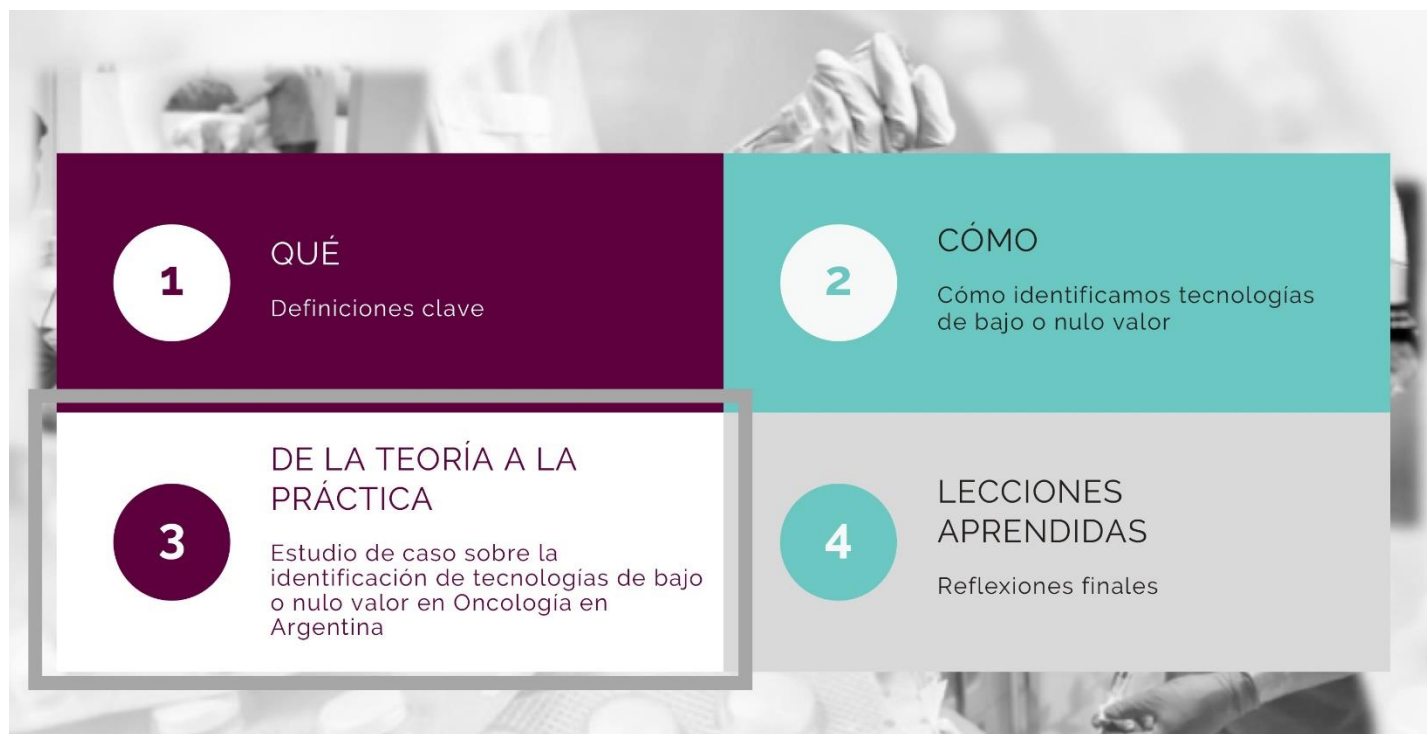 1
QUÉ
Definiciones clave
2
CÓMO
Cómo identificamos tecnologías
de bajo o nulo valor
3
DE LA TEORÍA A LA
PRÁCTICA
Estudio de caso sobre la
identificación de tecnologías de bajo
o nulo valor en Oncología en
Argentina
4
LECCIONES
APRENDIDAS
Reflexiones finales